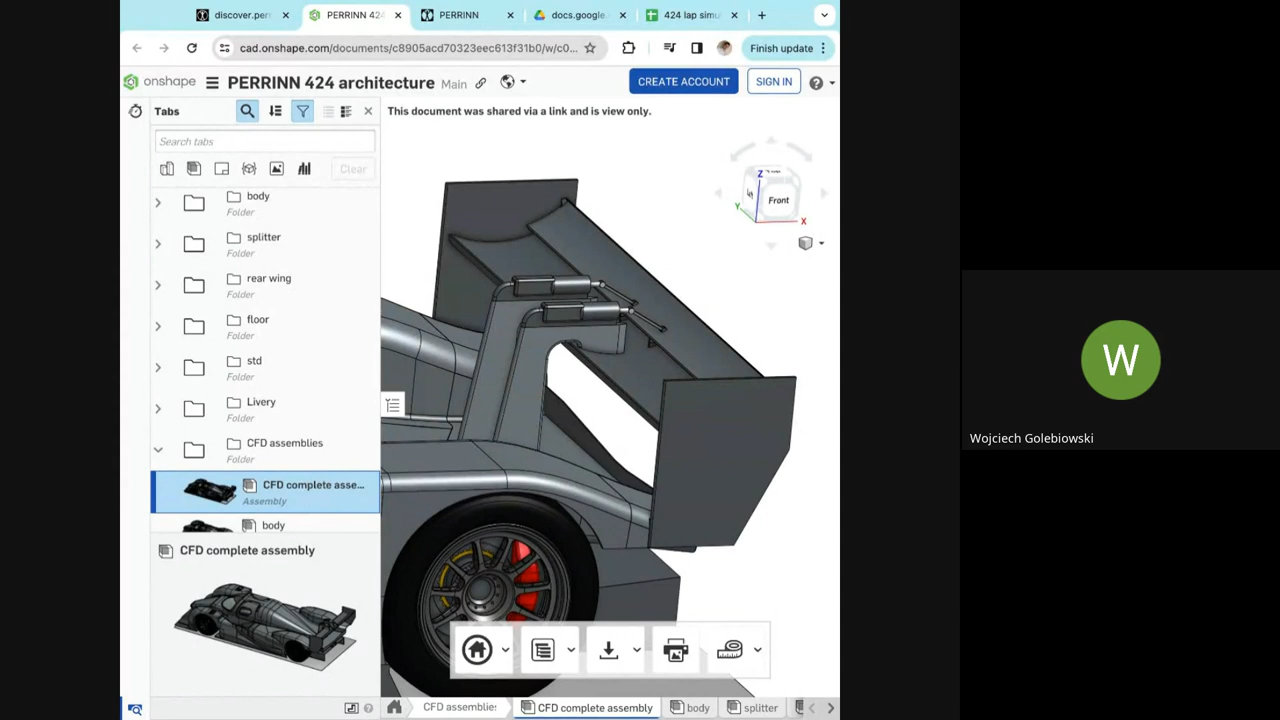 discover.peri
PERRINN 424
PERRINN
docs.google.
424 lap simu
cad.onshape.com/documents/c8905acd70323eec613f31b0/w/c0...
Finish update
onshape
PERRINN 424 architecture
Main
CREATE ACCOUNT
SIGN IN
Tabs
This document was shared via a link and is view only.
Search tabs
Clear
body
Folder
splitter
Folder
rear wing
Folder
floor
Folder
std
Folder
Livery
Folder
CFD assemblies
Folder
CFD complete asse...
Assembly
body
CFD complete assembly
Z
Front
Y
X
W
Wojciech Golebiowski
CFD assemblies
CFD complete assembly
body
splitter